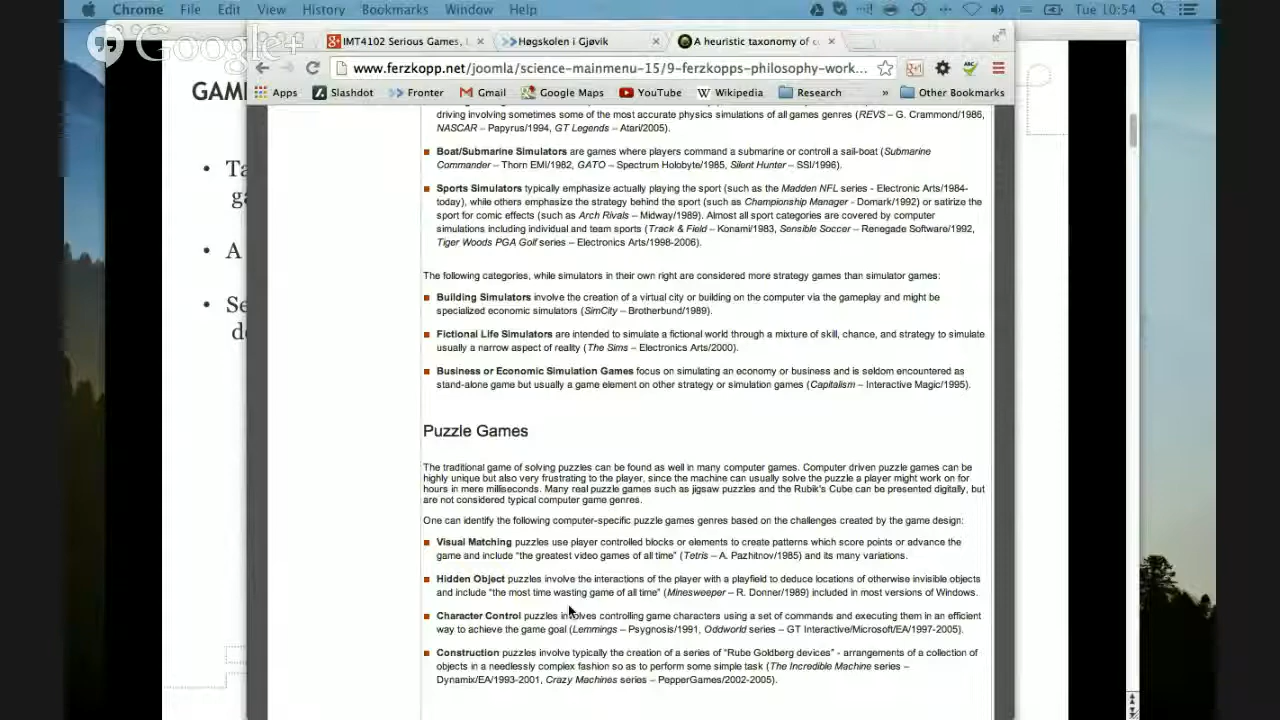 Chrome File Edit View History Bookmarks Window Help Tue 10:54
Google+
IMT4102 Serious Games, Høgskolen i Gjøvik A heuristic taxonomy of c
www.ferzkopp.net/joomla/science-mainmenu-15/9-ferzkopps-philosophy-work...
Apps Slashdot Fronter Gmail Google Maps YouTube Wikipedia Research » Other Bookmarks
GAM
• Ta
ga
• A
• Se
d
driving involving sometimes some of the most accurate physics simulations of all games genres (REVS – G. Crammond/1986,
NASCAR – Papyrus/1994, GT Legends – Atari/2005).
Boat/Submarine Simulators are games where players command a submarine or controll a sail-boat (Submarine
Commander – Thorn EMI/1982, GATO – Spectrum Holobyte/1985, Silent Hunter – SSI/1996).
Sports Simulators typically emphasize actually playing the sport (such as the Madden NFL series - Electronic Arts/1984-
today), while others emphasize the strategy behind the sport (such as Championship Manager - Domark/1992) or satirize the
sport for comic effects (such as Arch Rivals – Midway/1989). Almost all sport categories are covered by computer
simulations including individual and team sports (Track & Field – Konami/1983, Sensible Soccer – Renegade Software/1992,
Tiger Woods PGA Golf series – Electronics Arts/1998-2006).
The following categories, while simulators in their own right are considered more strategy games than simulator games:
Building Simulators involve the creation of a virtual city or building on the computer via the gameplay and might be
specialized economic simulators (SimCity – Brotherbund/1989).
Fictional Life Simulators are intended to simulate a fictional world through a mixture of skill, chance, and strategy to simulate
usually a narrow aspect of reality (The Sims – Electronics Arts/2000).
Business or Economic Simulation Games focus on simulating an economy or business and is seldom encountered as
stand-alone game but usually a game element on other strategy or simulation games (Capitalism – Interactive Magic/1995).
Puzzle Games
The traditional game of solving puzzles can be found as well in many computer games. Computer driven puzzle games can be
highly unique but also very frustrating to the player, since the machine can usually solve the puzzle a player might work on for
hours in mere milliseconds. Many real puzzle games such as jigsaw puzzles and the Rubik's Cube can be presented digitally, but
are not considered typical computer game genres.
One can identify the following computer-specific puzzle games genres based on the challenges created by the game design:
Visual Matching puzzles use player controlled blocks or elements to create patterns which score points or advance the
game and include “the greatest video games of all time” (Tetris – A. Pazhitnov/1985) and its many variations.
Hidden Object puzzles involve the interactions of the player with a playfield to deduce locations of otherwise invisible objects
and include “the most time wasting game of all time” (Minesweeper – R. Donner/1989) included in most versions of Windows.
Character Control puzzles involves controlling game characters using a set of commands and executing them in an efficient
way to achieve the game goal (Lemmings – Psygnosis/1991, Oddworld series – GT Interactive/Microsoft/EA/1997-2005).
Construction puzzles involve typically the creation of a series of “Rube Goldberg devices” - arrangements of a collection of
objects in a needlessly complex fashion so as to perform some simple task (The Incredible Machine series –
Dynamix/EA/1993-2001, Crazy Machines series – PepperGames/2002-2005).